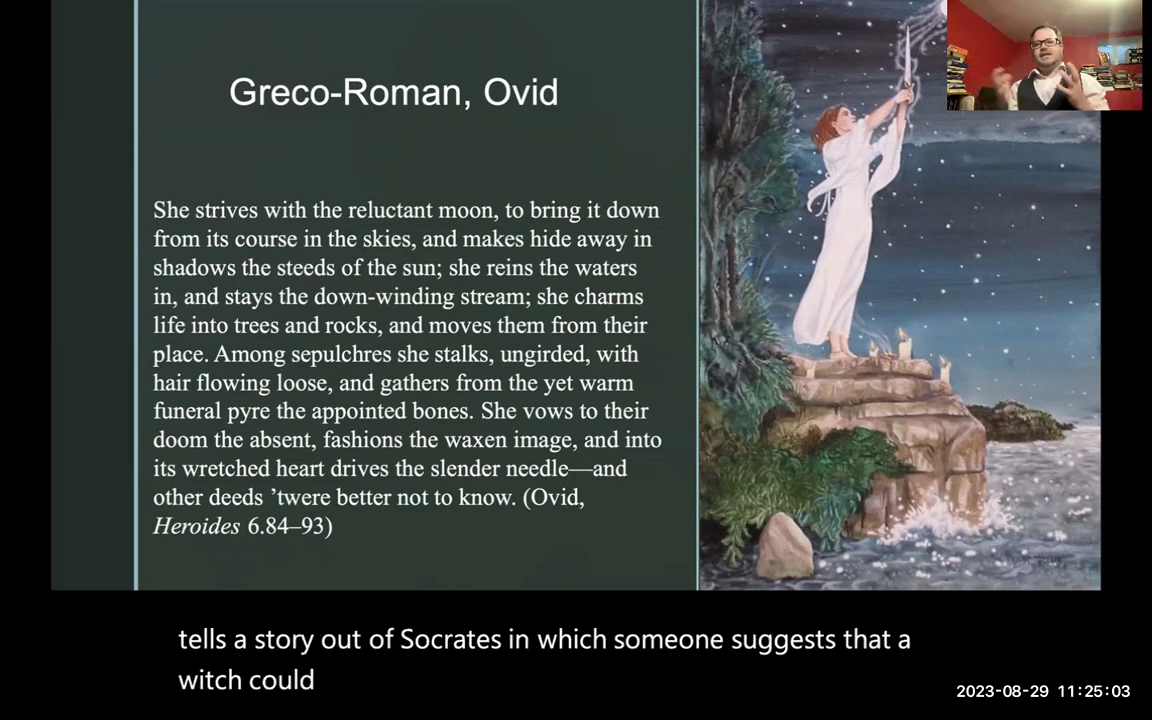 Greco-Roman, Ovid
She strives with the reluctant moon, to bring it down
from its course in the skies, and makes hide away in
shadows the steeds of the sun; she reins the waters
in, and stays the down-winding stream; she charms
life into trees and rocks, and moves them from their
place. Among sepulchres she stalks, ungirded, with
hair flowing loose, and gathers from the yet warm
funeral pyre the appointed bones. She vows to their
doom the absent, fashions the waxen image, and into
its wretched heart drives the slender needle—and
other deeds ’twere better not to know. (Ovid,
Heroides 6.84–93)
tells a story out of Socrates in which someone suggests that a
witch could
2023-08-29 11:25:03